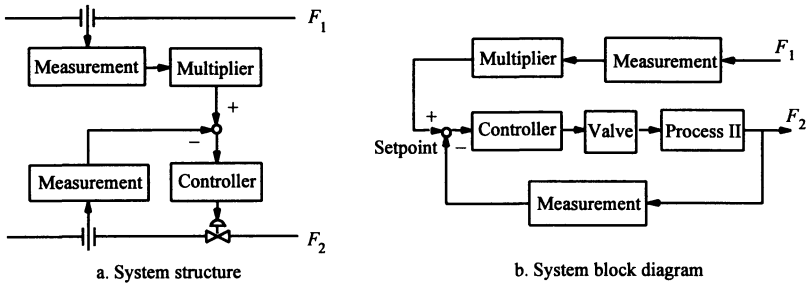 F1
Measurement
Multiplier
+
−
Measurement
Controller
F2
a. System structure
Multiplier
Measurement
F1
+
Setpoint
−
Controller
Valve
Process II
F2
Measurement
b. System block diagram